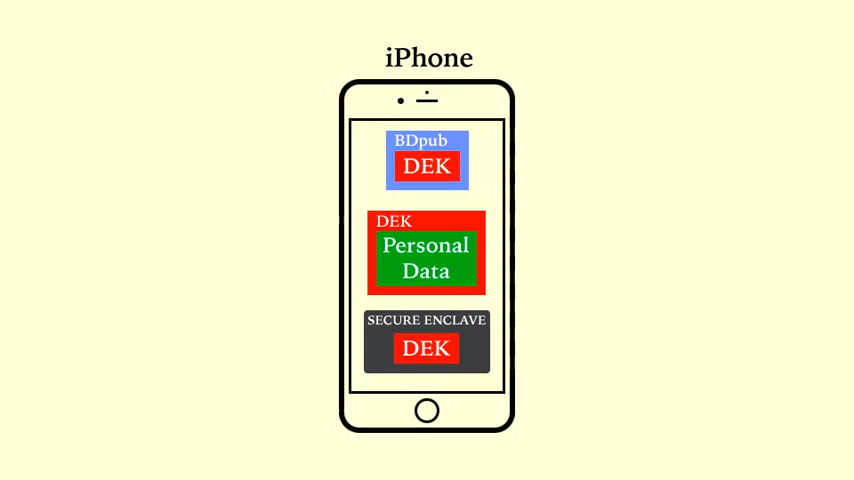 iPhone
BDpub
DEK
DEK
Personal
Data
SECURE ENCLAVE
DEK